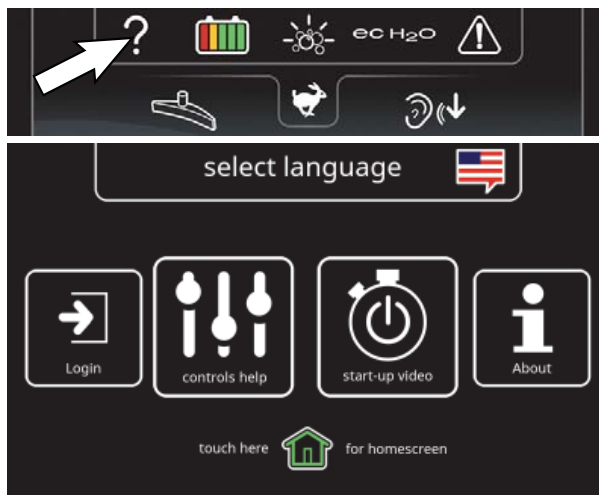 ?
ec H2O
select language
Login
controls help
start-up video
About
touch here for homescreen